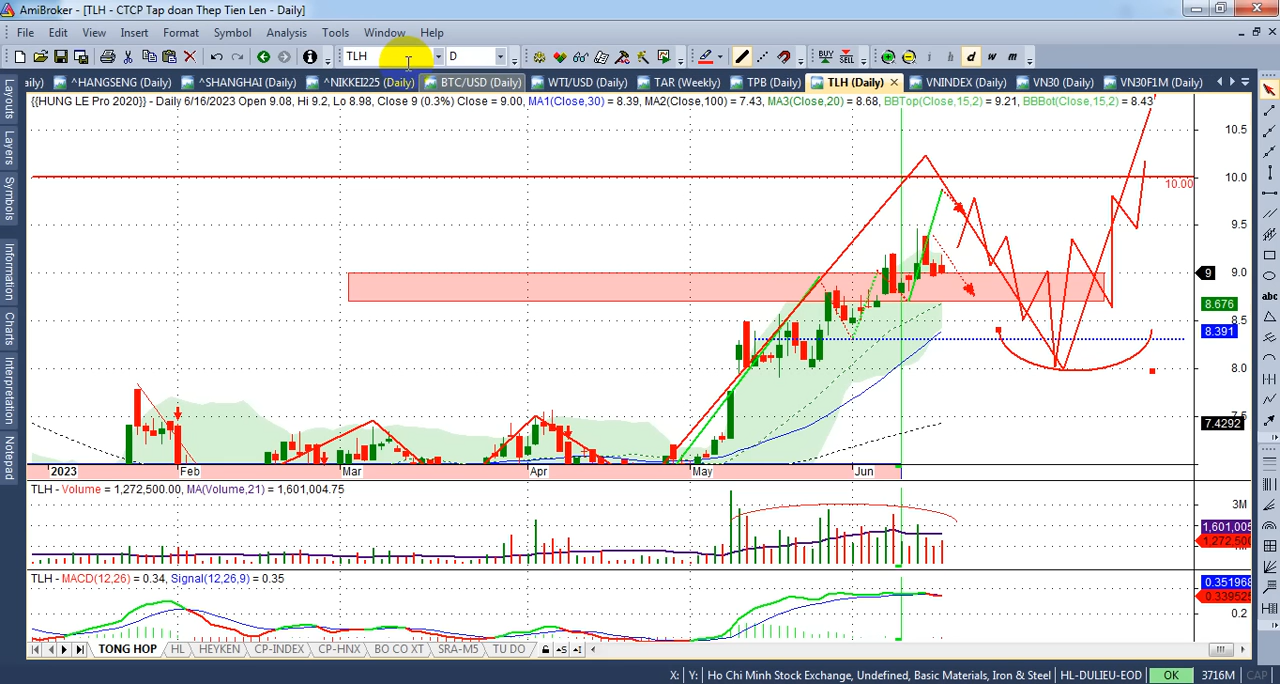 AmiBroker - [TLH - CTCP Tap doan Thep Tien Len - Daily]
File Edit View Insert Format Symbol Analysis Tools Window Help
TLH D BUY SELL i h d w m
ily) ^HANGSENG (Daily) ^SHANGHAI (Daily) ^NIKKEI225 (Daily) BTC/USD (Daily) WTI/USD (Daily) TAR (Weekly) TPB (Daily) TLH (Daily) VNINDEX (Daily) VN30 (Daily) VN30F1M (Daily)
{{HUNG LE Pro 2020}} - Daily 6/16/2023 Open 9.08, Hi 9.2, Lo 8.98, Close 9 (0.3%) Close = 9.00, MA1(Close,30) = 8.39, MA2(Close,100) = 7.43, MA3(Close,20) = 8.68, BBTop(Close,15,2) = 9.21, BBBot(Close,15,2) = 8.43
Layouts
Layers
Symbols
Information
Charts
Interpretation
Notepad
10.5
10.0
10.00
9.5
9.0
9
8.676
8.5
8.391
8.0
7.5
7.4292
abc
2023 Feb Mar Apr May Jun
TLH - Volume = 1,272,500.00, MA(Volume,21) = 1,601,004.75
3M
1,601,005
1,272,500
TLH - MACD(12,26) = 0.34, Signal(12,26,9) = 0.35
0.351968
0.339525
0.2
TONG HOP HL HEYKEN CP-INDEX CP-HNX BO CO XT SRA-M5 TU DO
X: Y: Ho Chi Minh Stock Exchange, Undefined, Basic Materials, Iron & Steel HL-DULIEU-EOD OK 3716M CAP